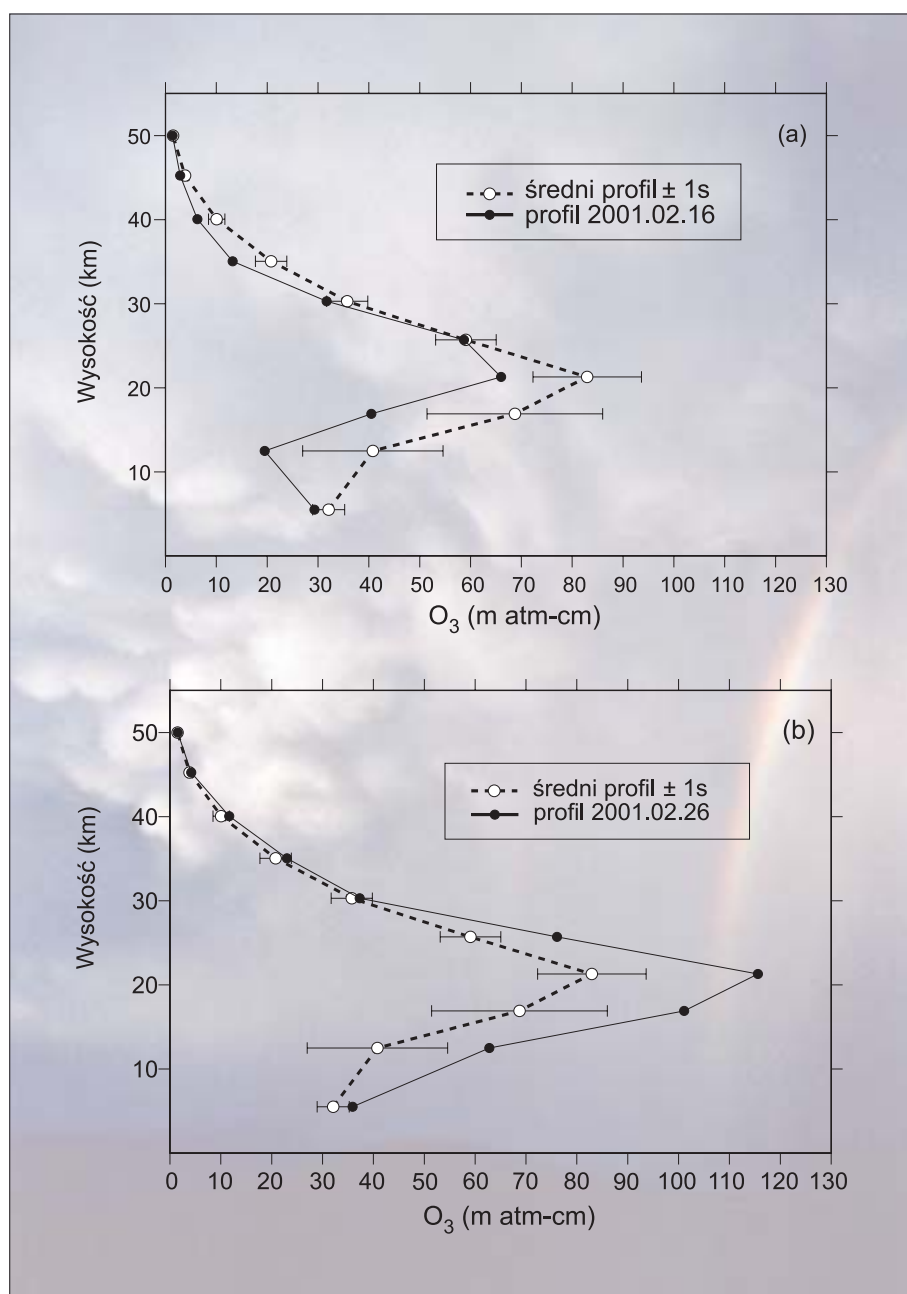 (a)
średni profil ± 1s
profil 2001.02.16
Wysokość (km)
50
40
30
20
10
0 10 20 30 40 50 60 70 80 90 100 110 120 130
O₃ (m atm-cm)
(b)
średni profil ± 1s
profil 2001.02.26
Wysokość (km)
50
40
30
20
10
0 10 20 30 40 50 60 70 80 90 100 110 120 130
O₃ (m atm-cm)